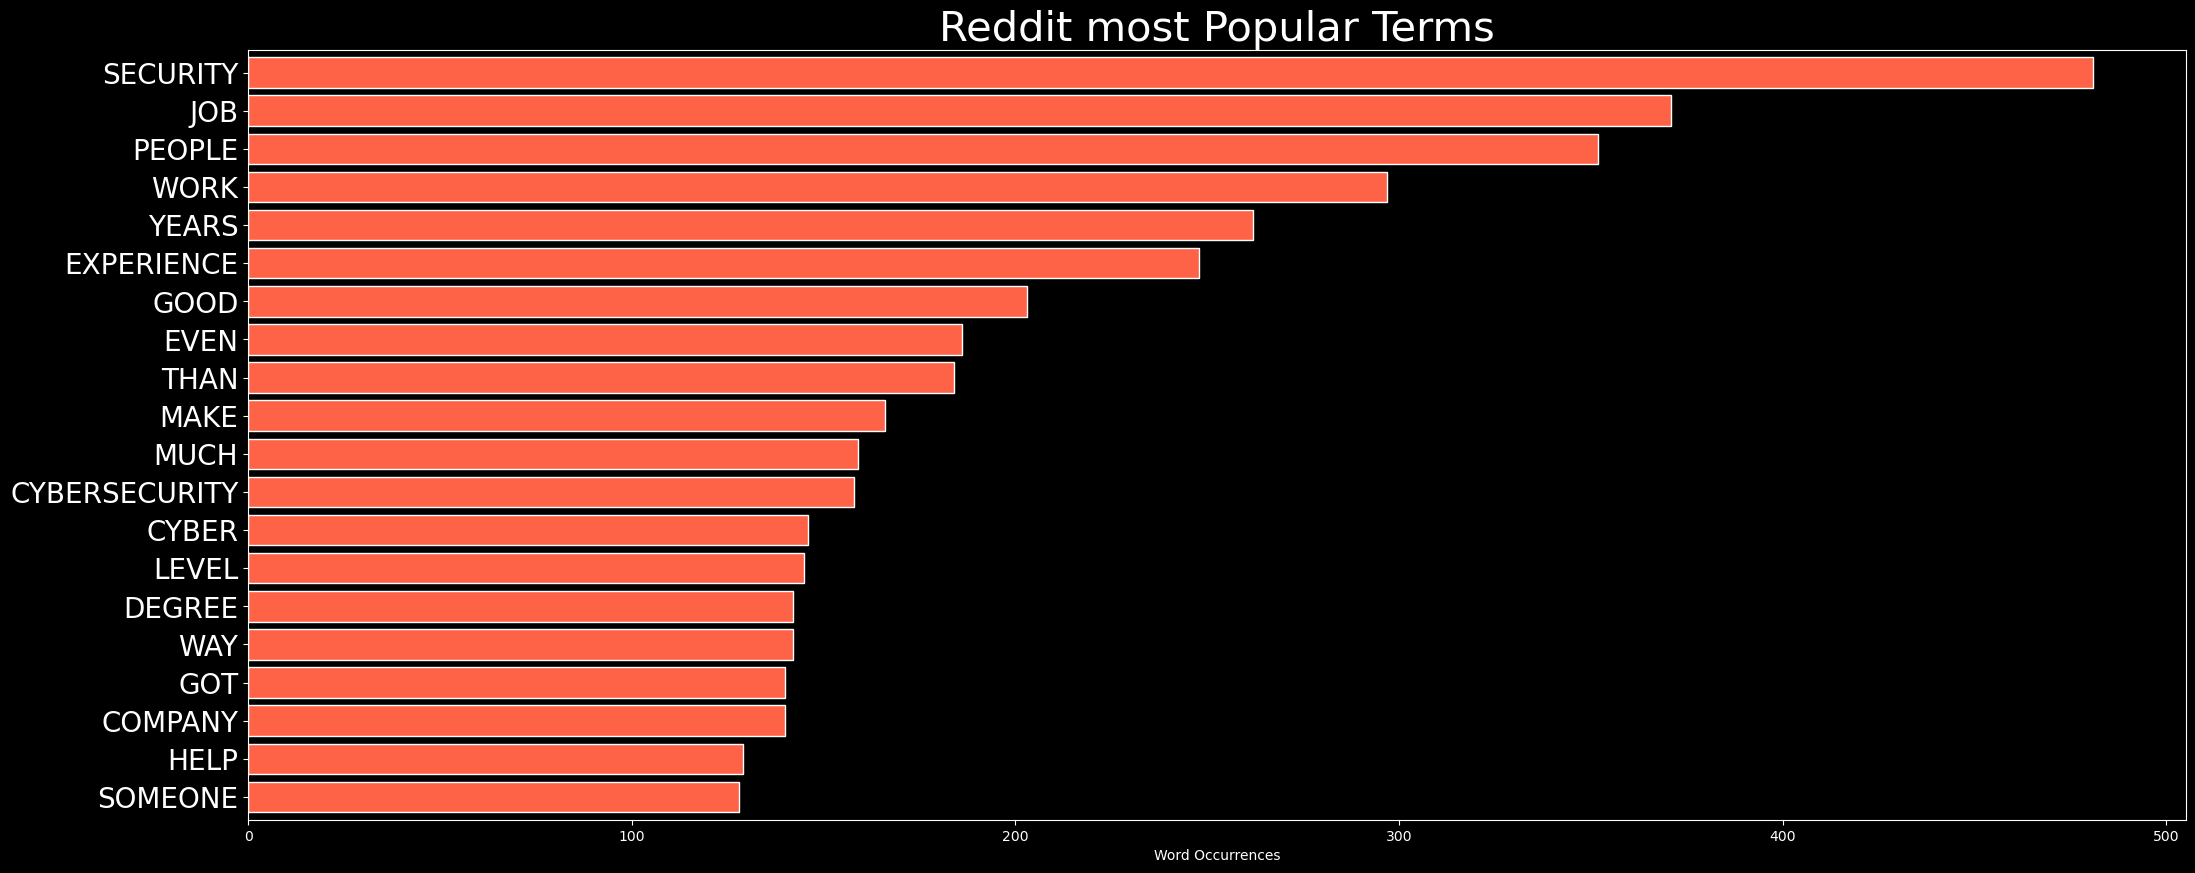 Reddit most Popular Terms
SECURITY
JOB
PEOPLE
WORK
YEARS
EXPERIENCE
GOOD
EVEN
THAN
MAKE
MUCH
CYBERSECURITY
CYBER
LEVEL
DEGREE
WAY
GOT
COMPANY
HELP
SOMEONE
0 100 200 300 400 500
Word Occurrences